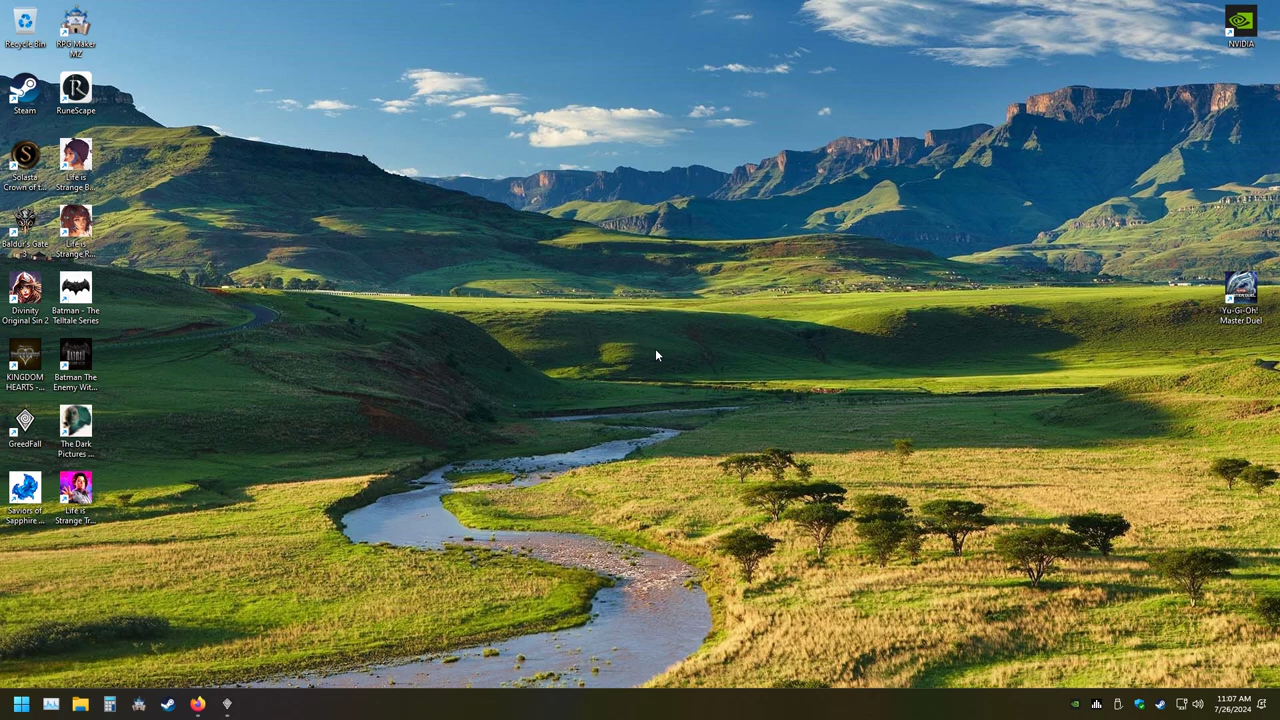 Recycle Bin
RPG Maker
MZ
NVIDIA
Steam
RuneScape
Solasta
Crown of t...
Life is
Strange B...
Baldur's Gate
3
Life is
Strange R...
Divinity
Original Sin 2
Batman - The
Telltale Series
Yu-Gi-Oh!
Master Duel
KINGDOM
HEARTS -...
Batman The
Enemy Wit...
GreedFall
The Dark
Pictures ...
Saviors of
Sapphire ...
Life is
Strange Tr...
11:07 AM
7/26/2024